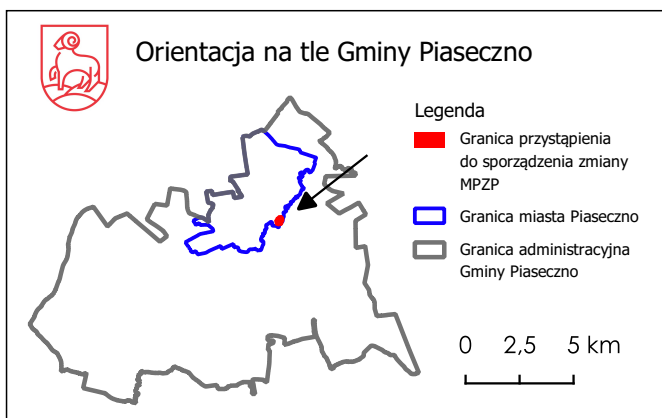 Orientacja na tle Gminy Piaseczno
Legenda
Granica przystąpienia
do sporządzenia zmiany
MPZP
Granica miasta Piaseczno
Granica administracyjna
Gminy Piaseczno
0 2,5 5 km